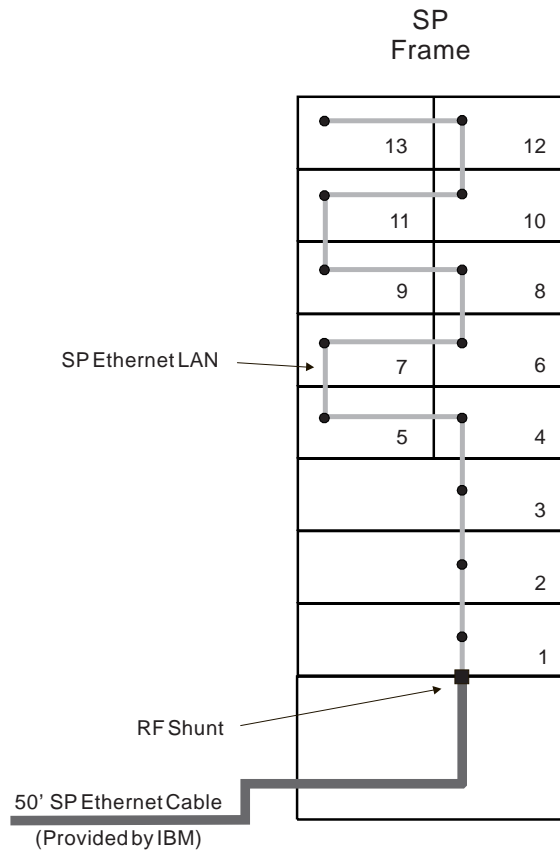 SP
Frame
13 12
11 10
9 8
SP Ethernet LAN
7 6
5 4
3
2
1
RF Shunt
50' SP Ethernet Cable
(Provided by IBM)